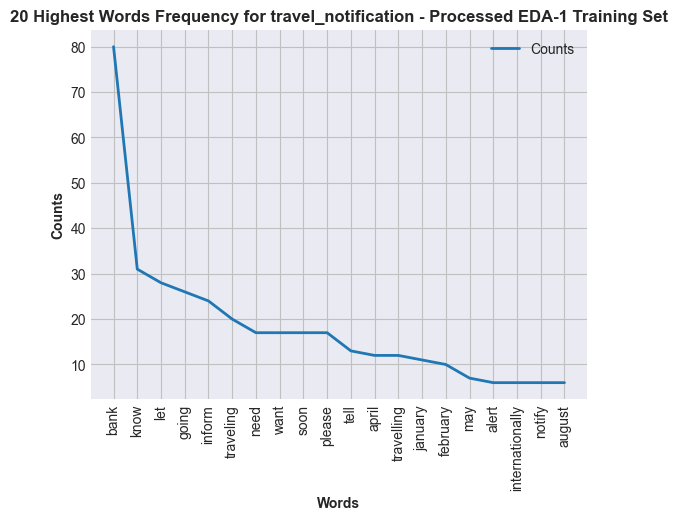 20 Highest Words Frequency for travel_notification - Processed EDA-1 Training Set
Counts
80
70
60
50
40
30
20
10
Counts
bank
know
let
going
inform
traveling
need
want
soon
please
tell
april
travelling
january
february
may
alert
internationally
notify
august
Words